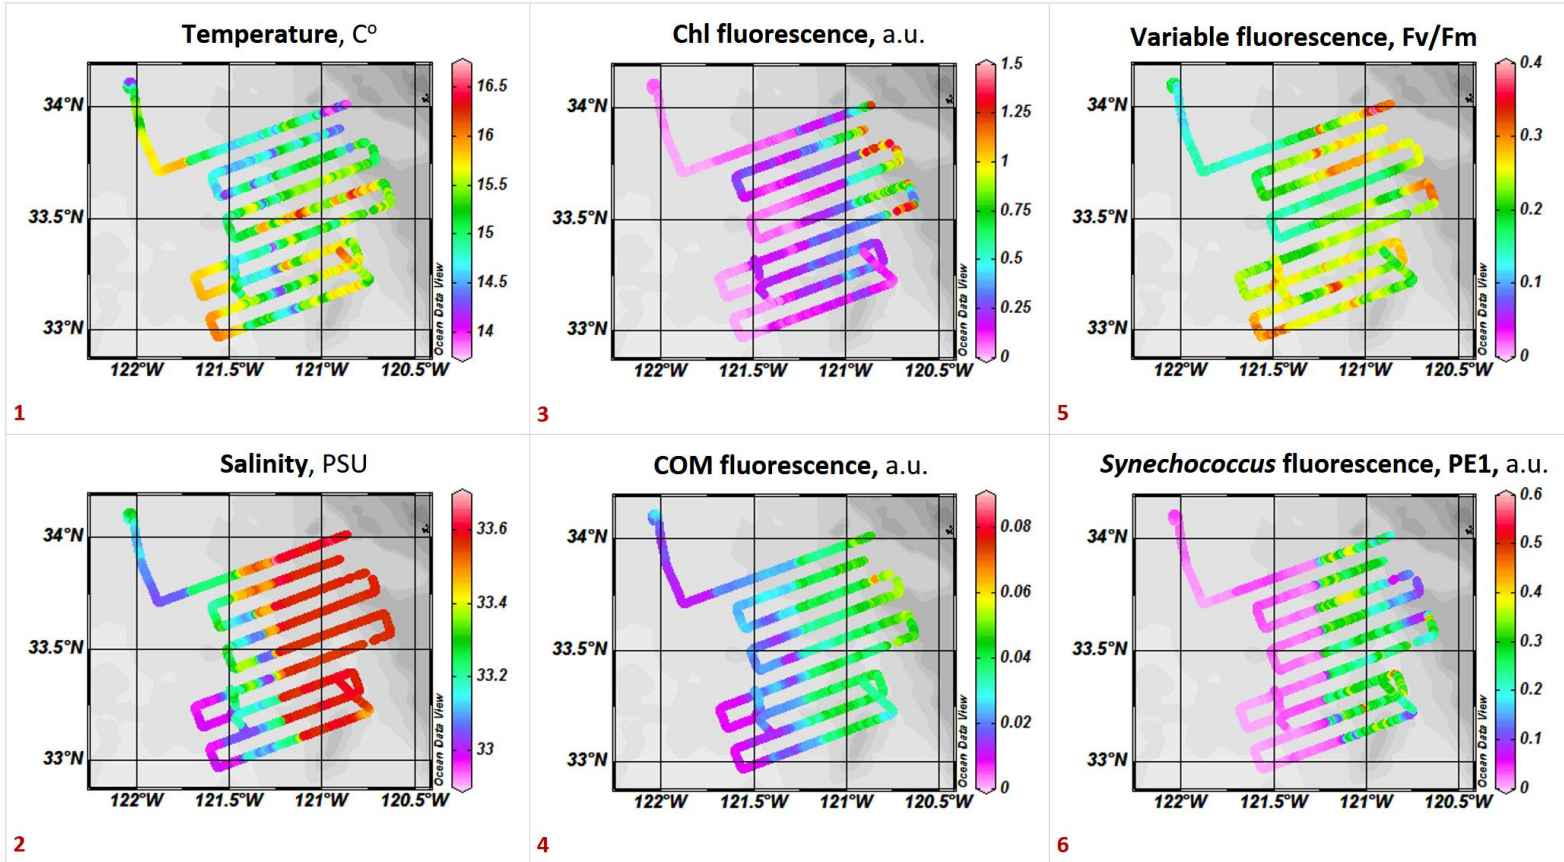 Temperature, Cᵒ
34°N
33.5°N
33°N
122°W 121.5°W 121°W 120.5°W
16.5
16
15.5
15
14.5
14
Ocean Data View
1
Chl fluorescence, a.u.
34°N
33.5°N
33°N
122°W 121.5°W 121°W 120.5°W
1.5
1.25
1
0.75
0.5
0.25
0
Ocean Data View
3
Variable fluorescence, Fv/Fm
34°N
33.5°N
33°N
122°W 121.5°W 121°W 120.5°W
0.4
0.3
0.2
0.1
0
Ocean Data View
5
Salinity, PSU
34°N
33.5°N
33°N
122°W 121.5°W 121°W 120.5°W
33.6
33.4
33.2
33
Ocean Data View
2
COM fluorescence, a.u.
34°N
33.5°N
33°N
122°W 121.5°W 121°W 120.5°W
0.08
0.06
0.04
0.02
0
Ocean Data View
4
Synechococcus fluorescence, PE1, a.u.
34°N
33.5°N
33°N
122°W 121.5°W 121°W 120.5°W
0.6
0.5
0.4
0.3
0.2
0.1
0
Ocean Data View
6